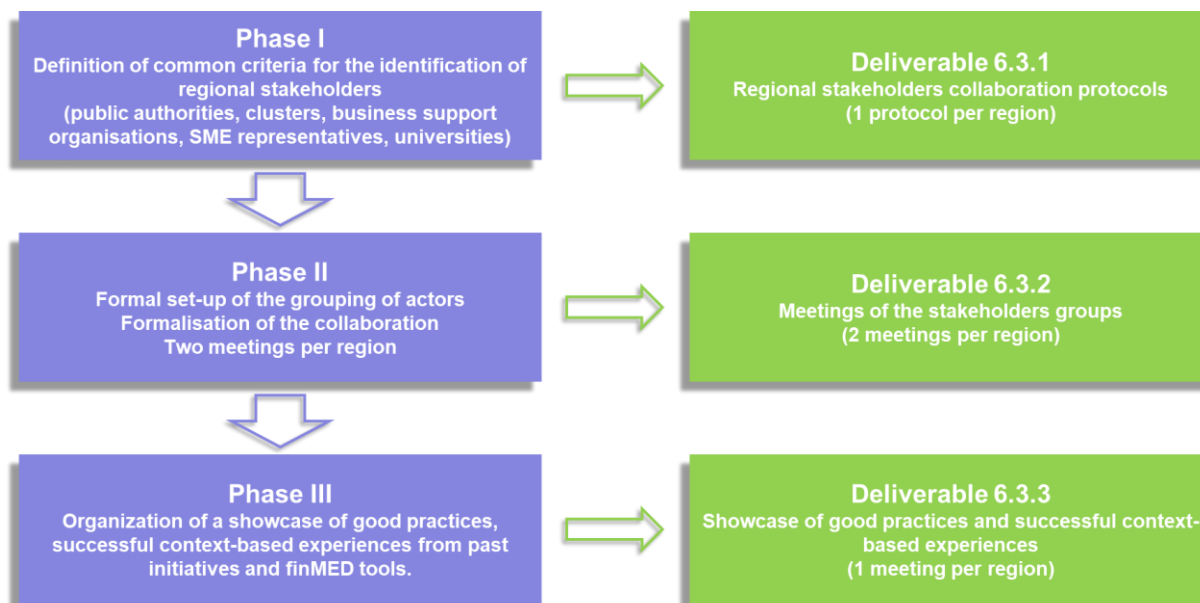 Phase I
Definition of common criteria for the identification of
regional stakeholders
(public authorities, clusters, business support
organisations, SME representatives, universities)
Deliverable 6.3.1
Regional stakeholders collaboration protocols
(1 protocol per region)
Phase II
Formal set-up of the grouping of actors
Formalisation of the collaboration
Two meetings per region
Deliverable 6.3.2
Meetings of the stakeholders groups
(2 meetings per region)
Phase III
Organization of a showcase of good practices,
successful context-based experiences from past
initiatives and finMED tools.
Deliverable 6.3.3
Showcase of good practices and successful context-
based experiences
(1 meeting per region)